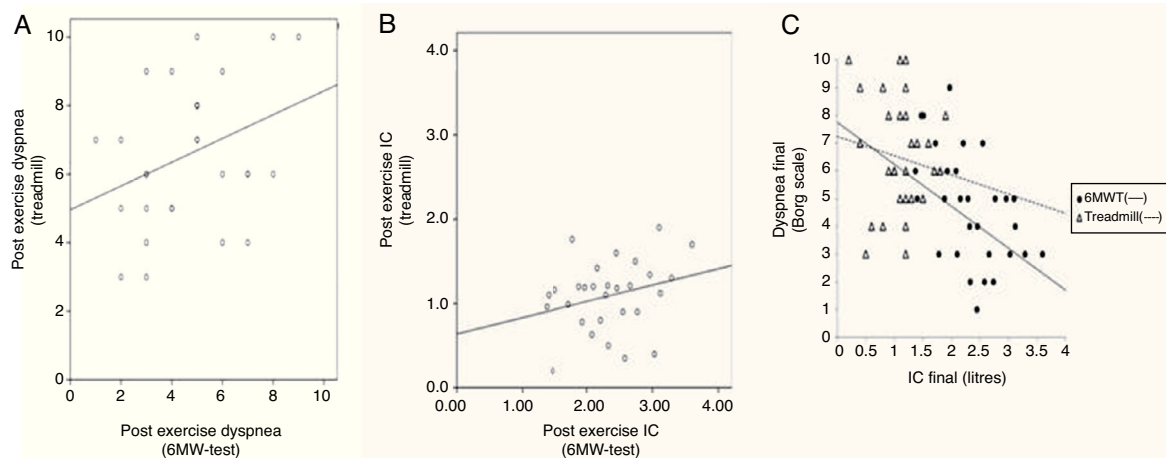 A
10
8
6
4
2
0
Post exercise dyspnea
(treadmill)
0 2 4 6 8 10
Post exercise dyspnea
(6MW-test)
B
4.0
3.0
2.0
1.0
0.0
Post exercise IC
(treadmill)
0.00 1.00 2.00 3.00 4.00
Post exercise IC
(6MW-test)
C
10
9
8
7
6
5
4
3
2
1
0
Dyspnea final
(Borg scale)
0 0.5 1 1.5 2 2.5 3 3.5 4
IC final (litres)
6MWT(—)
Treadmill(----)